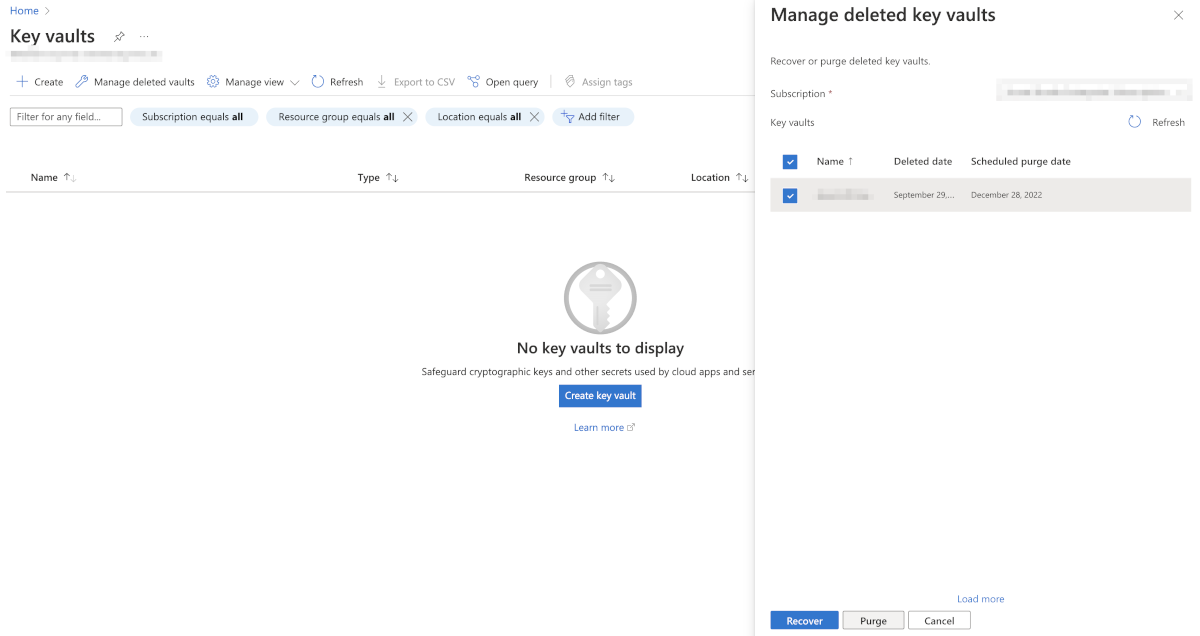 Home
Key vaults
...
Create
Manage deleted vaults
Manage view
Refresh
Export to CSV
Open query
Assign tags
Filter for any field...
Subscription equals all
Resource group equals all
Location equals all
Add filter
Name
Type
Resource group
Location
No key vaults to display
Safeguard cryptographic keys and other secrets used by cloud apps and ser
Create key vault
Learn more
Manage deleted key vaults
Recover or purge deleted key vaults.
Subscription *
Key vaults
Refresh
Name ↑ Deleted date Scheduled purge date
September 29,... December 28, 2022
Load more
Recover
Purge
Cancel